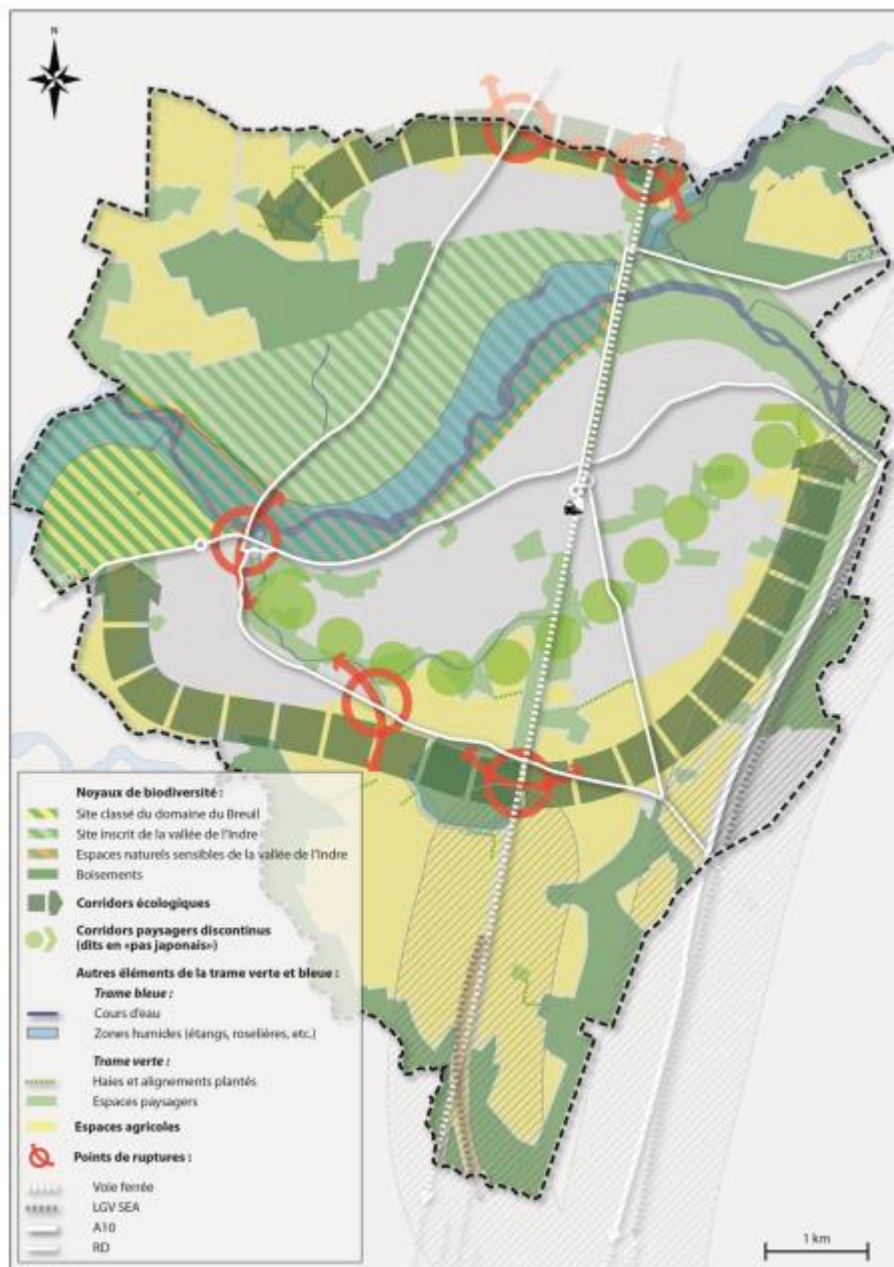 N
Noyaux de biodiversité :
Site classé du domaine du Breuil
Site inscrit de la vallée de l'Indre
Espaces naturels sensibles de la vallée de l'Indre
Boisements
Corridors écologiques
Corridors paysagers discontinus
(dits en «pas japonais»)
Autres éléments de la trame verte et bleue :
Trame bleue :
Cours d'eau
Zones humides (étangs, roselières, etc.)
Trame verte :
Haies et alignements plantés
Espaces paysagers
Espaces agricoles
Points de ruptures :
Voie ferrée
LGV SEA
A10
RD
1 km